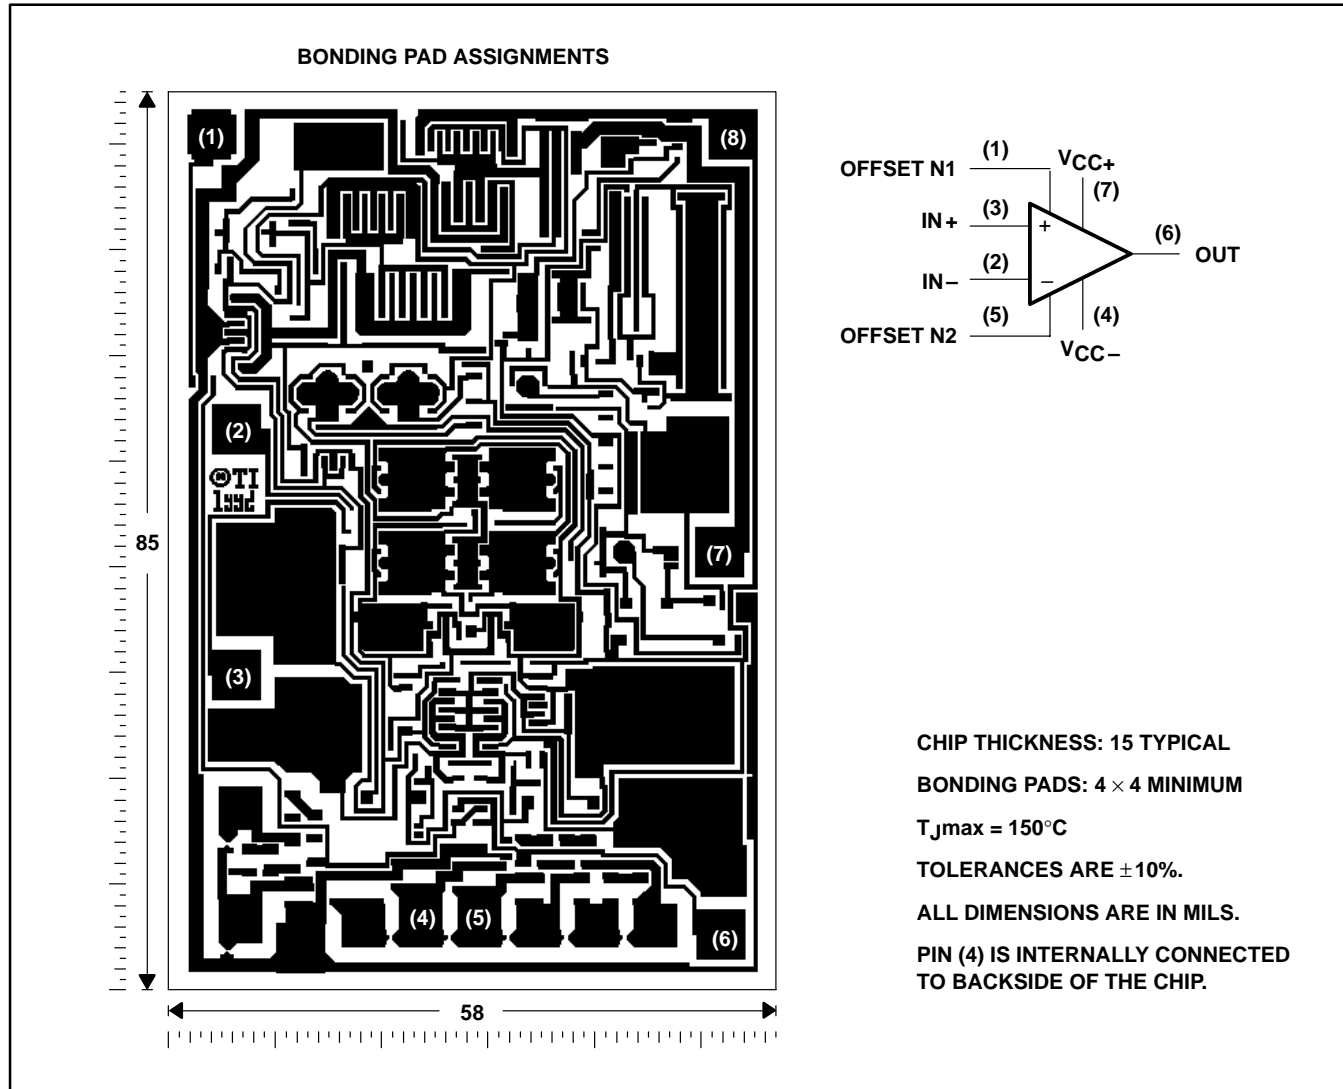 BONDING PAD ASSIGNMENTS
(1)
(8)
(2)
©TI
1992
(7)
(3)
(4)
(5)
(6)
85
58
OFFSET N1
(1)
VCC+
(7)
IN+
(3)
+
(6)
OUT
(2)
IN−
−
(5)
(4)
OFFSET N2
VCC−
CHIP THICKNESS: 15 TYPICAL
BONDING PADS: 4 × 4 MINIMUM
TJmax = 150°C
TOLERANCES ARE ±10%.
ALL DIMENSIONS ARE IN MILS.
PIN (4) IS INTERNALLY CONNECTED
TO BACKSIDE OF THE CHIP.